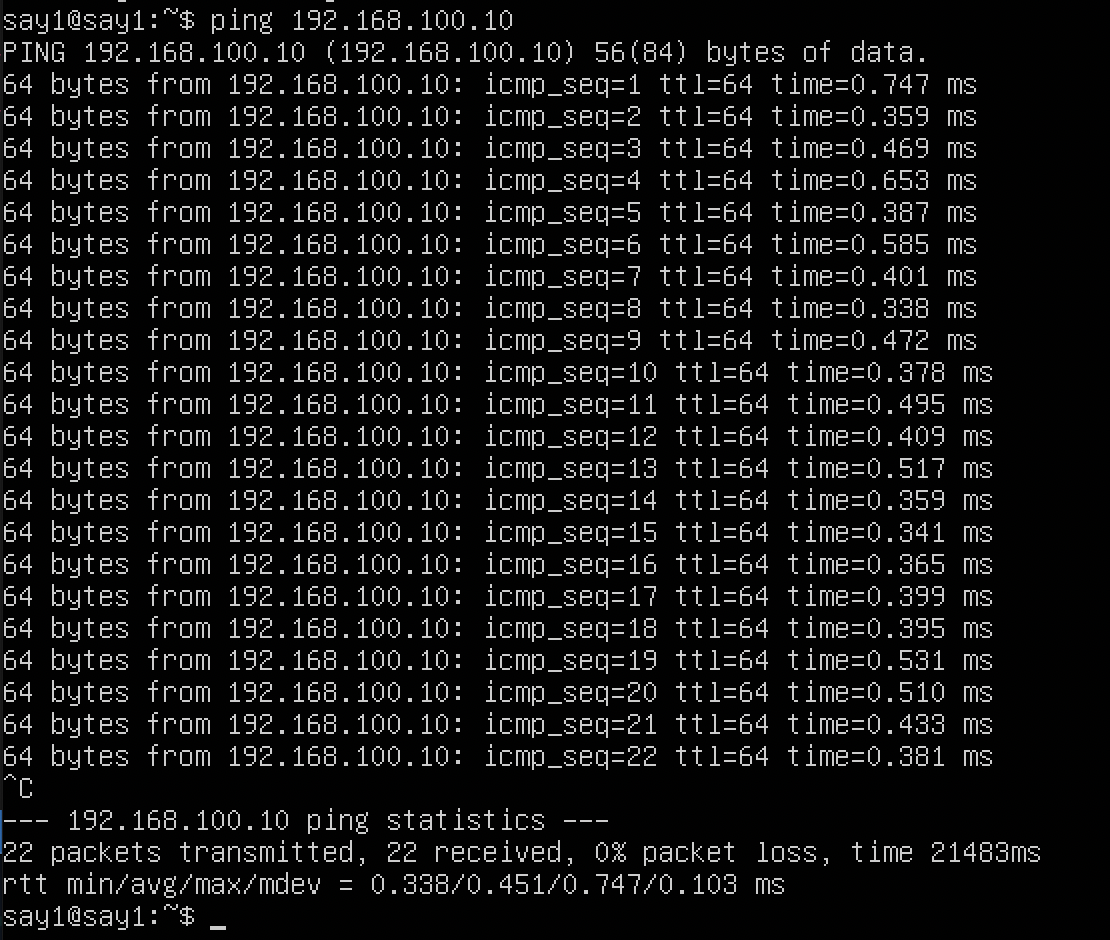 say1@say1:~$ ping 192.168.100.10
PING 192.168.100.10 (192.168.100.10) 56(84) bytes of data.
64 bytes from 192.168.100.10: icmp_seq=1 ttl=64 time=0.747 ms
64 bytes from 192.168.100.10: icmp_seq=2 ttl=64 time=0.359 ms
64 bytes from 192.168.100.10: icmp_seq=3 ttl=64 time=0.469 ms
64 bytes from 192.168.100.10: icmp_seq=4 ttl=64 time=0.653 ms
64 bytes from 192.168.100.10: icmp_seq=5 ttl=64 time=0.387 ms
64 bytes from 192.168.100.10: icmp_seq=6 ttl=64 time=0.585 ms
64 bytes from 192.168.100.10: icmp_seq=7 ttl=64 time=0.401 ms
64 bytes from 192.168.100.10: icmp_seq=8 ttl=64 time=0.338 ms
64 bytes from 192.168.100.10: icmp_seq=9 ttl=64 time=0.472 ms
64 bytes from 192.168.100.10: icmp_seq=10 ttl=64 time=0.378 ms
64 bytes from 192.168.100.10: icmp_seq=11 ttl=64 time=0.495 ms
64 bytes from 192.168.100.10: icmp_seq=12 ttl=64 time=0.409 ms
64 bytes from 192.168.100.10: icmp_seq=13 ttl=64 time=0.517 ms
64 bytes from 192.168.100.10: icmp_seq=14 ttl=64 time=0.359 ms
64 bytes from 192.168.100.10: icmp_seq=15 ttl=64 time=0.341 ms
64 bytes from 192.168.100.10: icmp_seq=16 ttl=64 time=0.365 ms
64 bytes from 192.168.100.10: icmp_seq=17 ttl=64 time=0.399 ms
64 bytes from 192.168.100.10: icmp_seq=18 ttl=64 time=0.395 ms
64 bytes from 192.168.100.10: icmp_seq=19 ttl=64 time=0.531 ms
64 bytes from 192.168.100.10: icmp_seq=20 ttl=64 time=0.510 ms
64 bytes from 192.168.100.10: icmp_seq=21 ttl=64 time=0.433 ms
64 bytes from 192.168.100.10: icmp_seq=22 ttl=64 time=0.381 ms
^C
--- 192.168.100.10 ping statistics ---
22 packets transmitted, 22 received, 0% packet loss, time 21483ms
rtt min/avg/max/mdev = 0.338/0.451/0.747/0.103 ms
say1@say1:~$ _